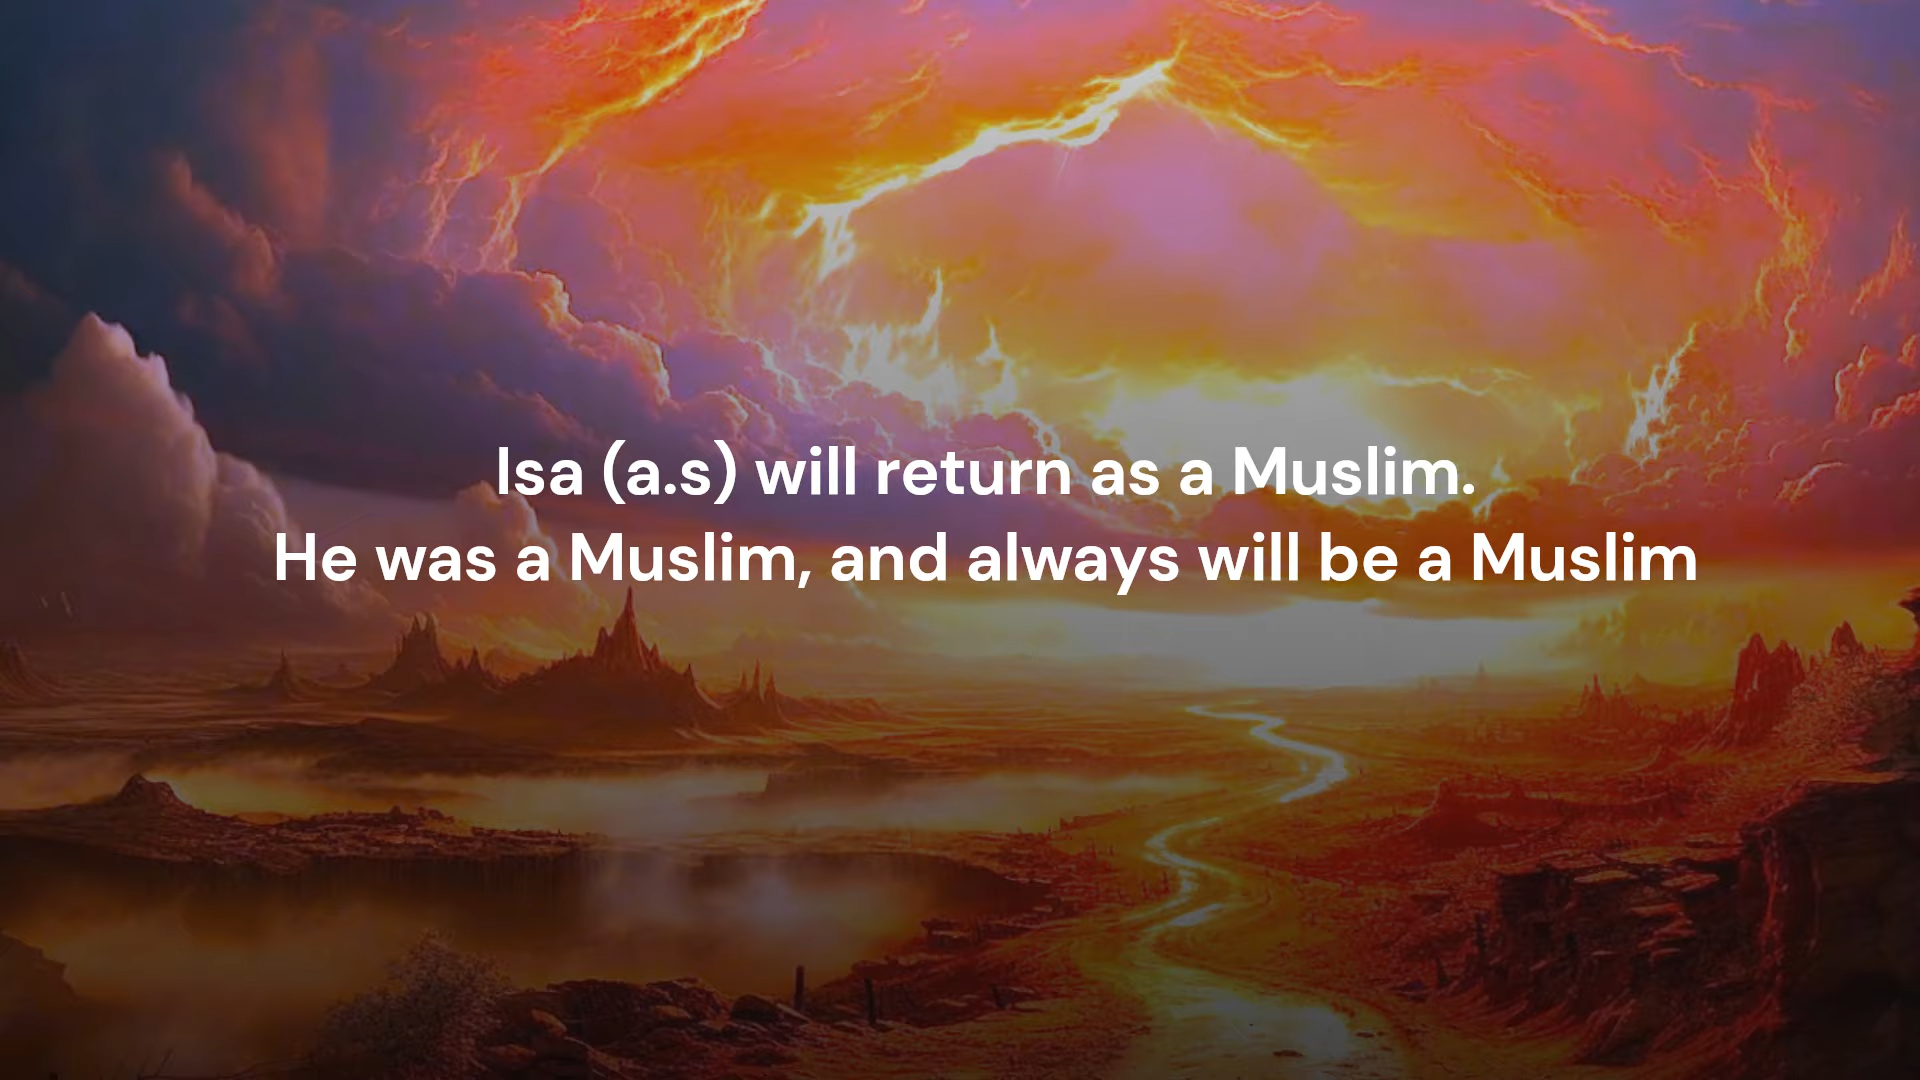 Isa (a.s) will return as a Muslim.
He was a Muslim, and always will be a Muslim